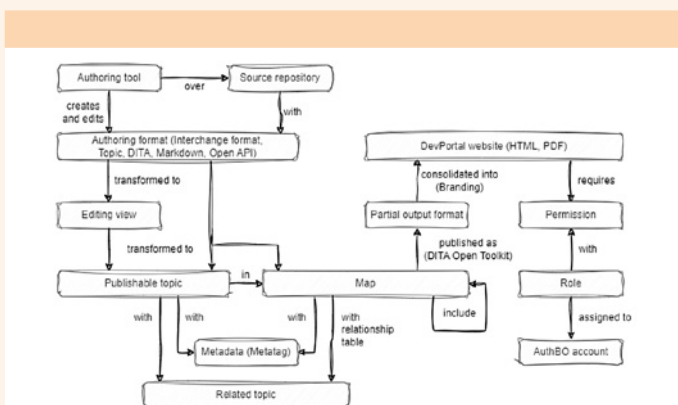 Authoring tool
over
Source repository
creates
and edits
with
Authoring format (Interchange format,
Topic, DITA, Markdown, Open API)
DevPortal website (HTML, PDF)
transformed to
consolidated into
(Branding)
requires
Editing view
Partial output format
Permission
transformed to
published as
(DITA Open Toolkit)
with
Publishable topic
in
Map
Role
with
with
with
with
relationship
table
include
assigned to
Metadata (Metatag)
AuthBO account
Related topic